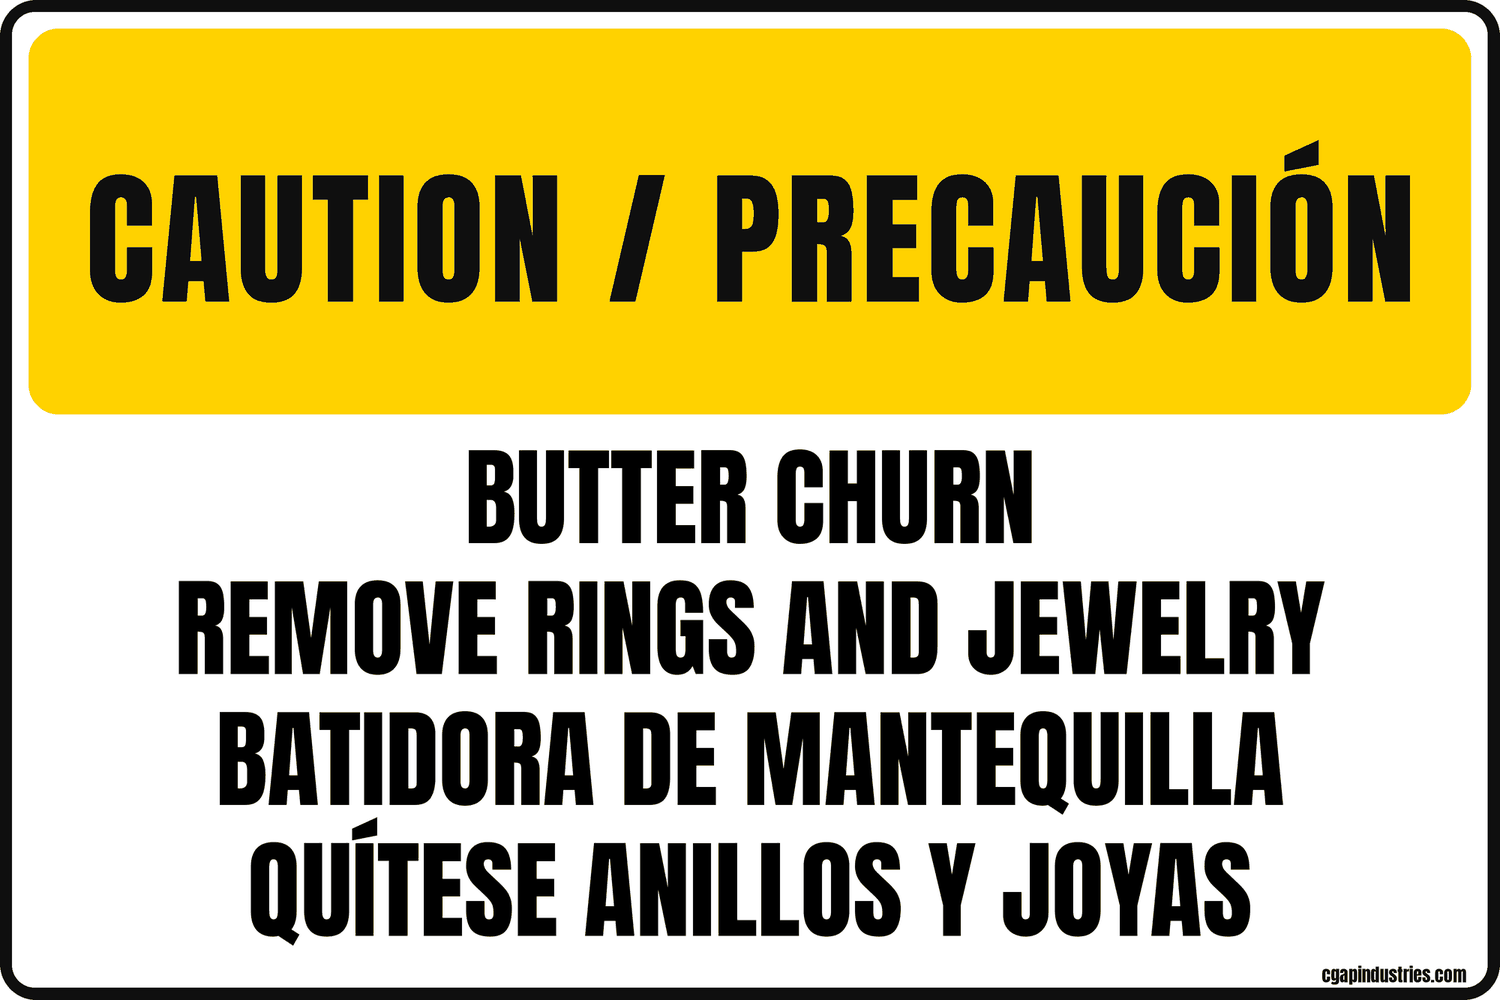 CAUTION / PRECAUCIÓN
BUTTER CHURN
REMOVE RINGS AND JEWELRY
BATIDORA DE MANTEQUILLA
QUÍTESE ANILLOS Y JOYAS
cgapindustries.com